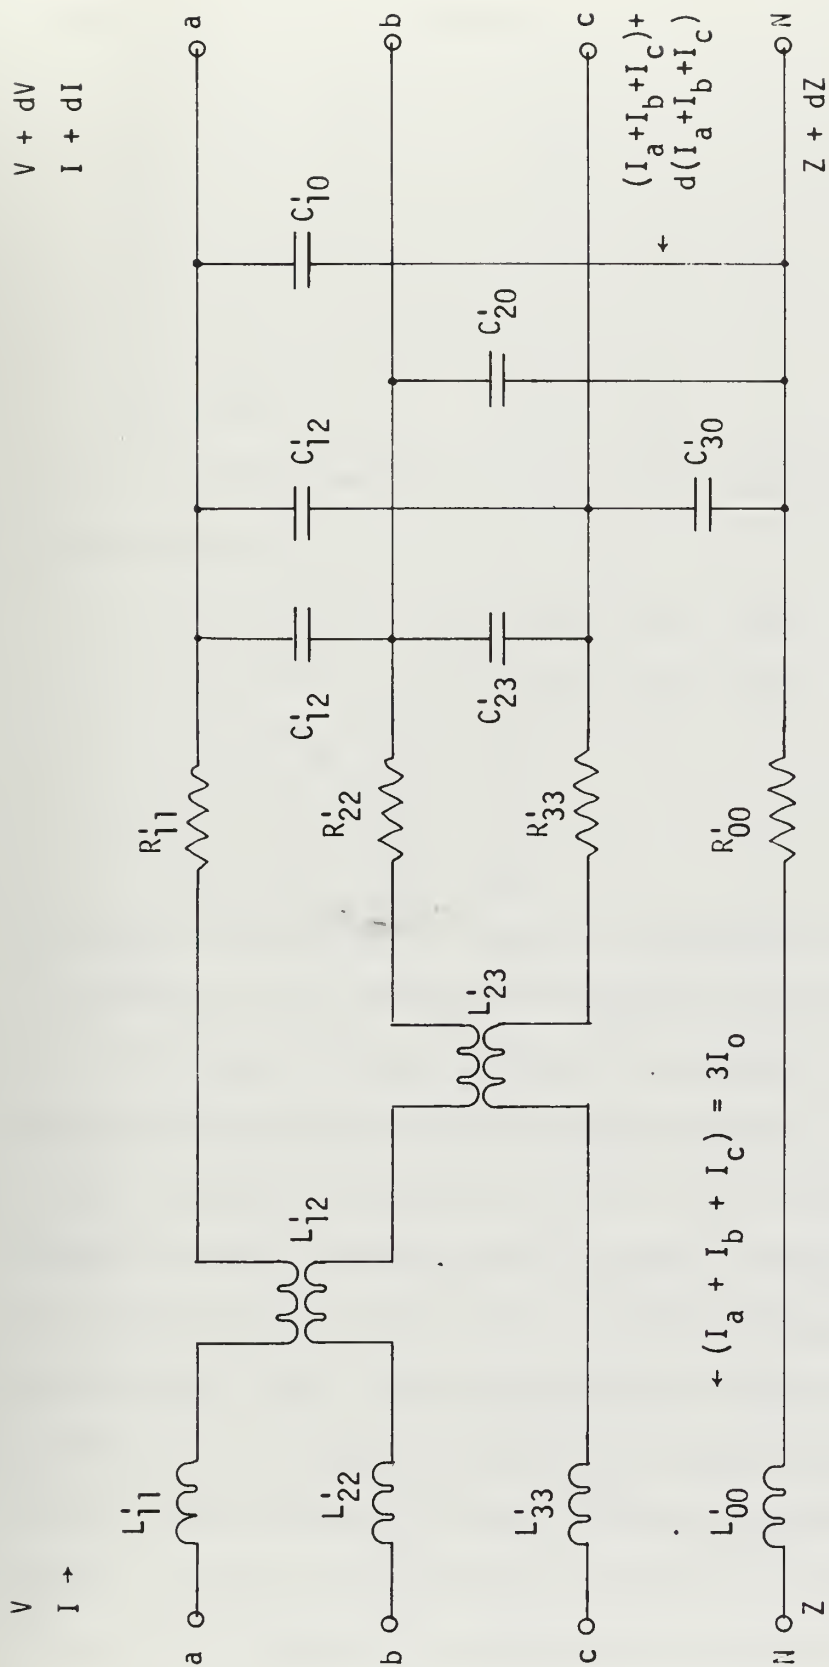 V
I →
V + dV
I + dI
a
L'11
R'11
a
L'12
C'12
C'12
C'10
b
L'22
R'22
b
L'23
C'23
C'20
c
L'33
R'33
c
← (Ia + Ib + Ic) = 3Io
C'30
←
(Ia+Ib+Ic)+
d(Ia+Ib+Ic)
N
L'00
R'00
N
Z
Z + dZ